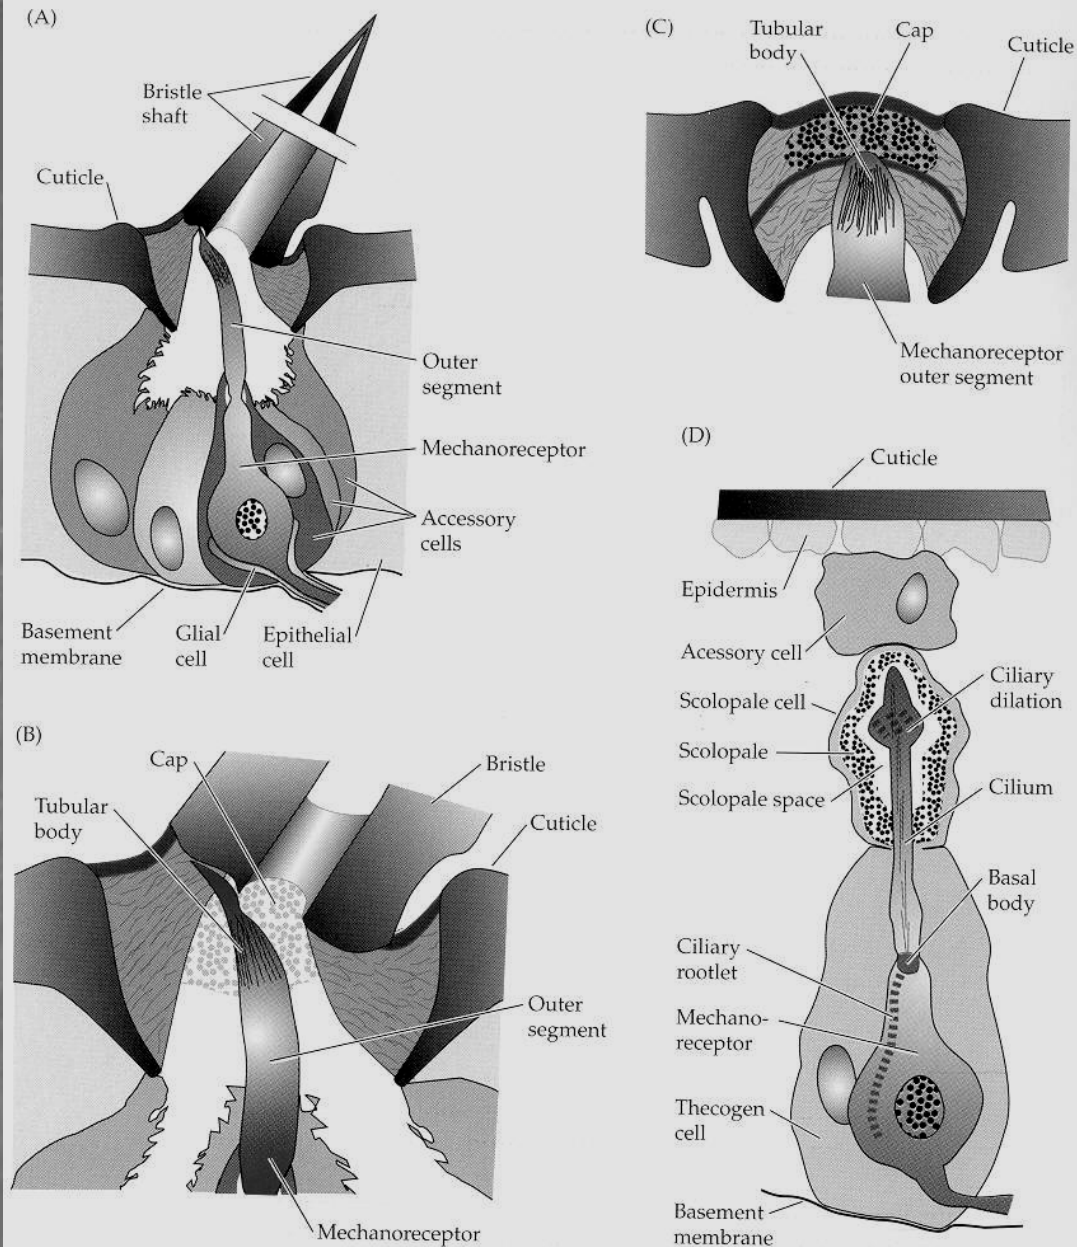 (A)
Bristle
shaft
Cuticle
Outer
segment
Mechanoreceptor
Accessory
cells
Basement
membrane
Glial
cell
Epithelial
cell
(B)
Cap
Tubular
body
Bristle
Cuticle
Outer
segment
Mechanoreceptor
(C)
Tubular
body
Cap
Cuticle
Mechanoreceptor
outer segment
(D)
Cuticle
Epidermis
Acessory cell
Scolopale cell
Ciliary
dilation
Scolopale
Scolopale space
Cilium
Basal
body
Ciliary
rootlet
Mechano-
receptor
Thecogen
cell
Basement
membrane